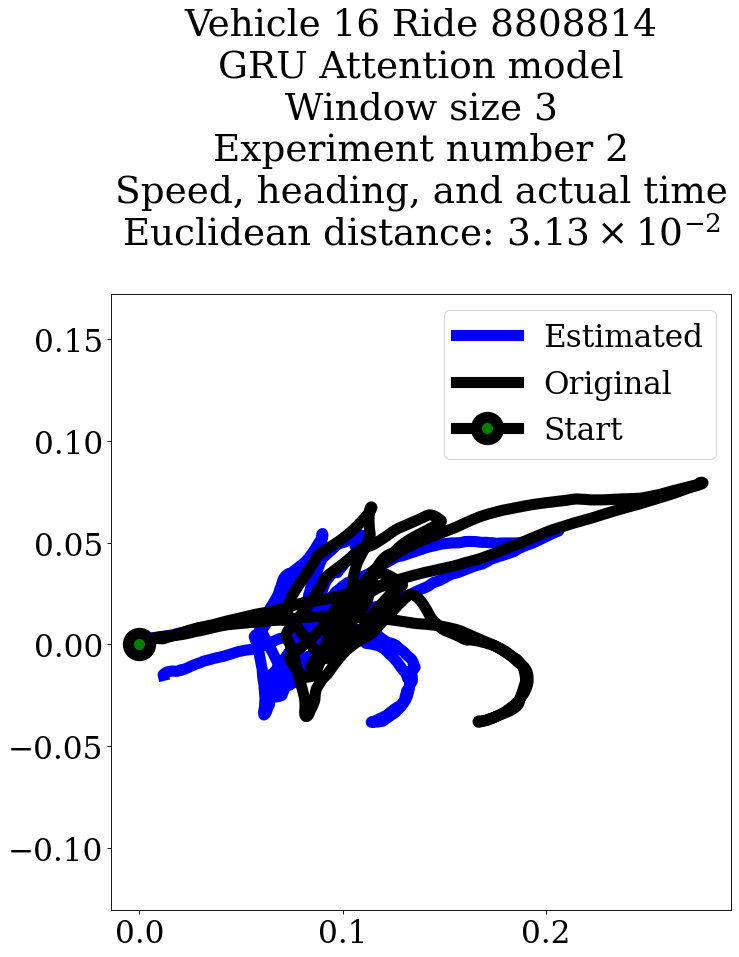 Vehicle 16 Ride 8808814
GRU Attention model
Window size 3
Experiment number 2
Speed, heading, and actual time
Euclidean distance: 3.13 × 10⁻²
Estimated
Original
Start
0.15
0.10
0.05
0.00
−0.05
−0.10
0.0 0.1 0.2